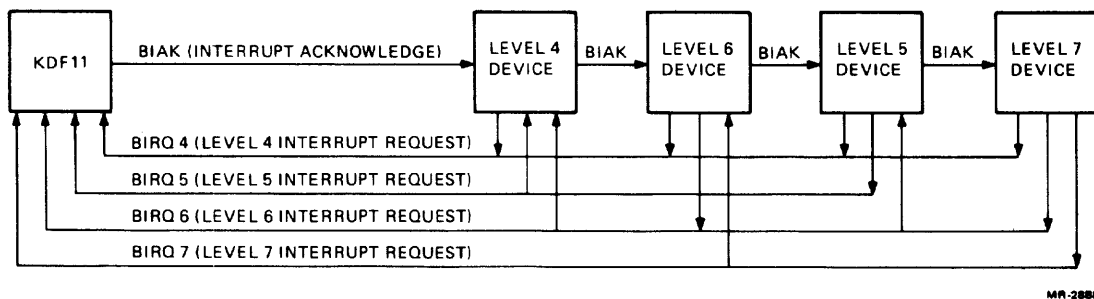 KDF11
BIAK (INTERRUPT ACKNOWLEDGE)
LEVEL 4
DEVICE
BIAK
LEVEL 6
DEVICE
BIAK
LEVEL 5
DEVICE
BIAK
LEVEL 7
DEVICE
BIRQ 4 (LEVEL 4 INTERRUPT REQUEST)
BIRQ 5 (LEVEL 5 INTERRUPT REQUEST)
BIRQ 6 (LEVEL 6 INTERRUPT REQUEST)
BIRQ 7 (LEVEL 7 INTERRUPT REQUEST)